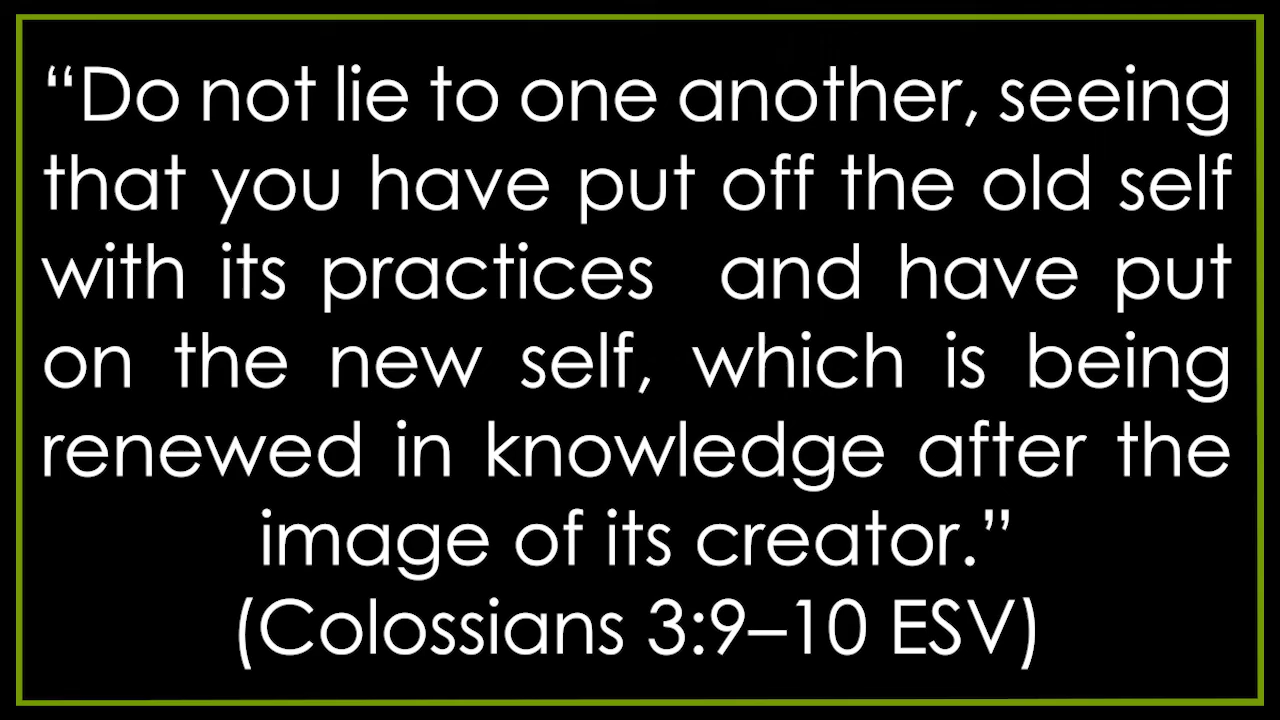 “Do not lie to one another, seeing
that you have put off the old self
with its practices  and have put
on the new self, which is being
renewed in knowledge after the
image of its creator.”
(Colossians 3:9–10 ESV)